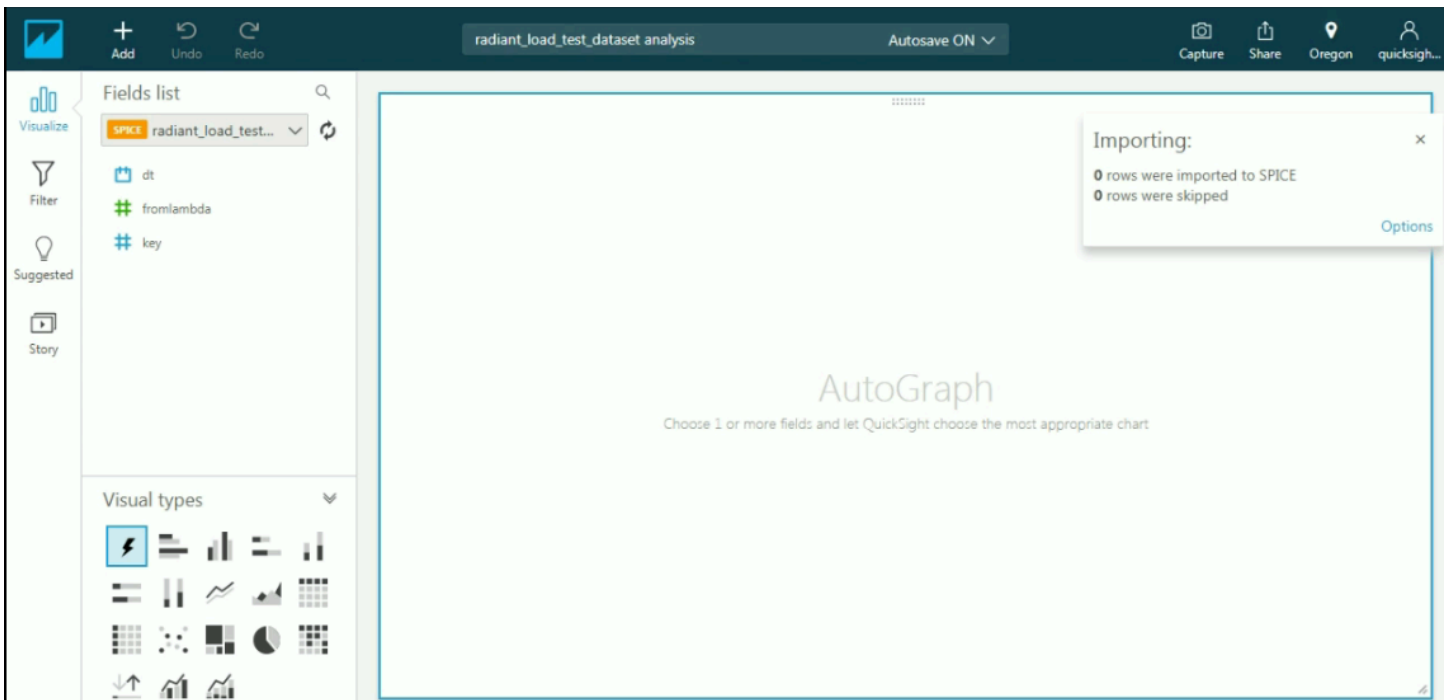 Add
Undo
Redo
radiant_load_test_dataset analysis
Autosave ON
Capture
Share
Oregon
quicksigh...
Visualize
Filter
Suggested
Story
Fields list
SPICE radiant_load_test...
dt
fromlambda
key
Visual types
AutoGraph
Choose 1 or more fields and let QuickSight choose the most appropriate chart
Importing:
0 rows were imported to SPICE
0 rows were skipped
Options